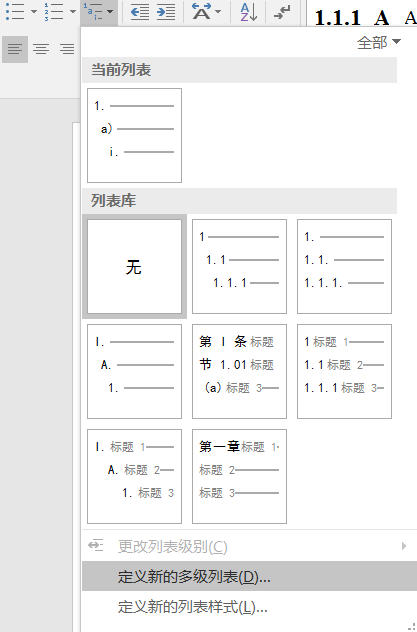 1.1.1 A A
全部
当前列表
1.
a)
i.
列表库
无
1
1.1
1.1.1
1.
1.1.
1.1.1.
I.
A.
1.
第 I 条 标题
节 1.01 标题
(a) 标题 3
1 标题 1
1.1 标题 2
1.1.1 标题 3
I. 标题 1
A. 标题 2
1. 标题 3
第一章 标题 1
标题 2
标题 3
更改列表级别(C)
定义新的多级列表(D)...
定义新的列表样式(L)...